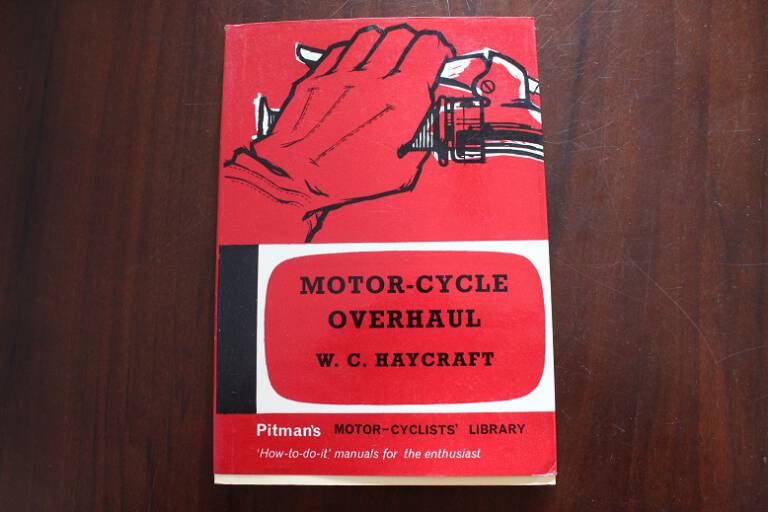 MOTOR-CYCLE
OVERHAUL
W. C. HAYCRAFT
Pitman's MOTOR-CYCLISTS' LIBRARY
'How-to-do-it' manuals for the enthusiast